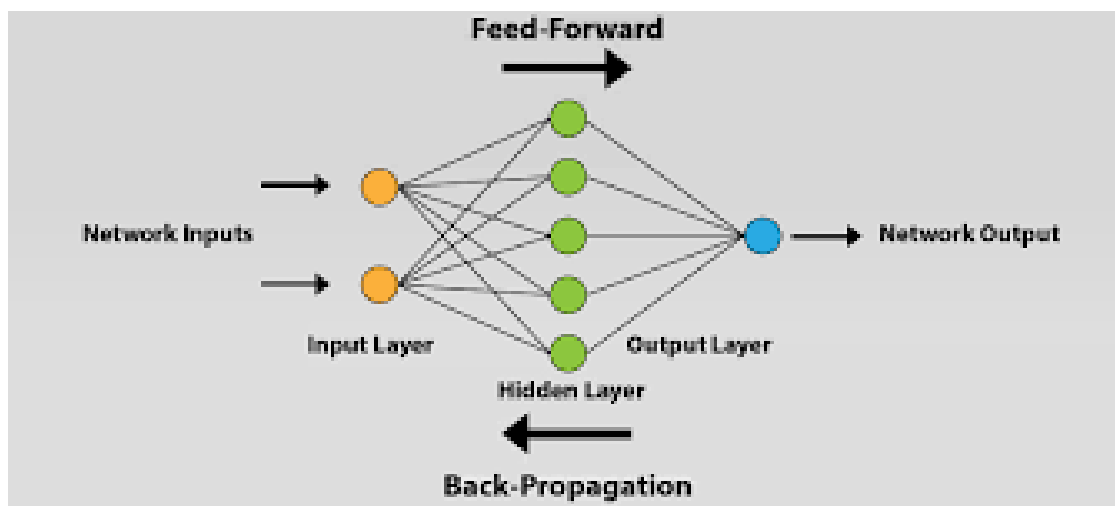 Feed-Forward
Network Inputs
Network Output
Input Layer
Output Layer
Hidden Layer
Back-Propagation